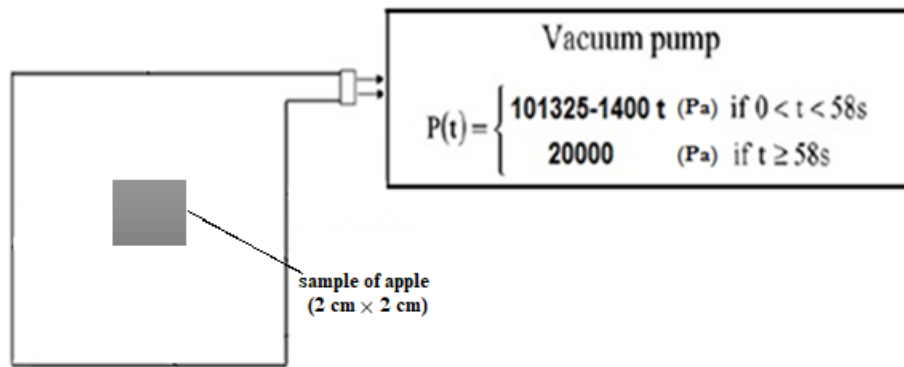 Vacuum pump
P(t) = { 101325-1400 t (Pa) if 0 < t < 58s
20000 (Pa) if t ≥ 58s
sample of apple
(2 cm × 2 cm)